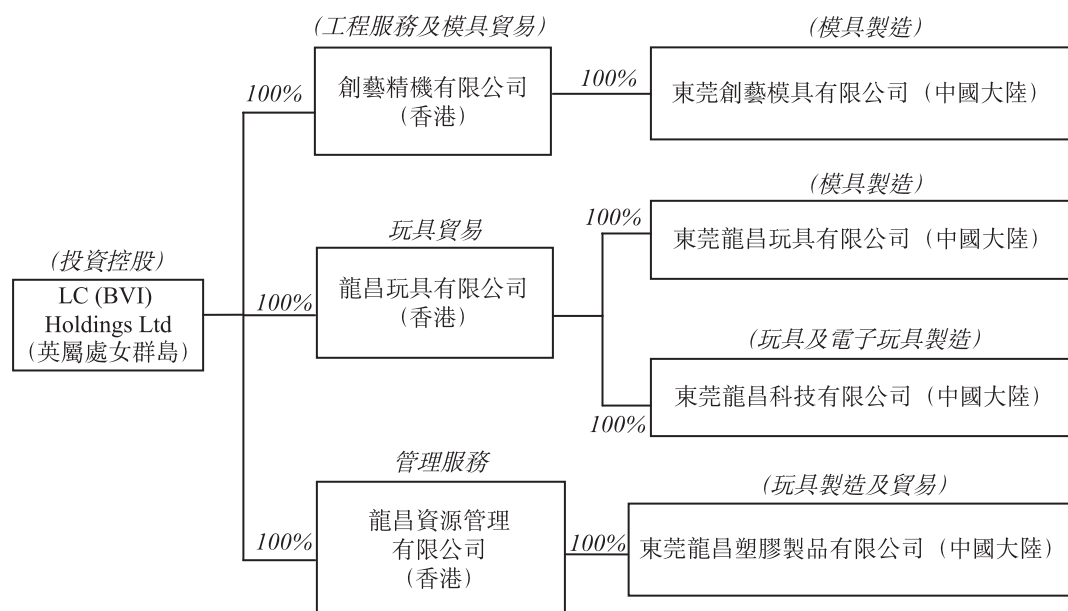 (工程服務及模具貿易)
100%
創藝精機有限公司
(香港)
100%
(模具製造)
東莞創藝模具有限公司（中國大陸）
(投資控股)
LC (BVI)
Holdings Ltd
(英屬處女群島)
100%
玩具貿易
龍昌玩具有限公司
(香港)
100%
(模具製造)
東莞龍昌玩具有限公司（中國大陸）
100%
(玩具及電子玩具製造)
東莞龍昌科技有限公司（中國大陸）
100%
管理服務
龍昌資源管理
有限公司
(香港)
100%
(玩具製造及貿易)
東莞龍昌塑膠製品有限公司（中國大陸）